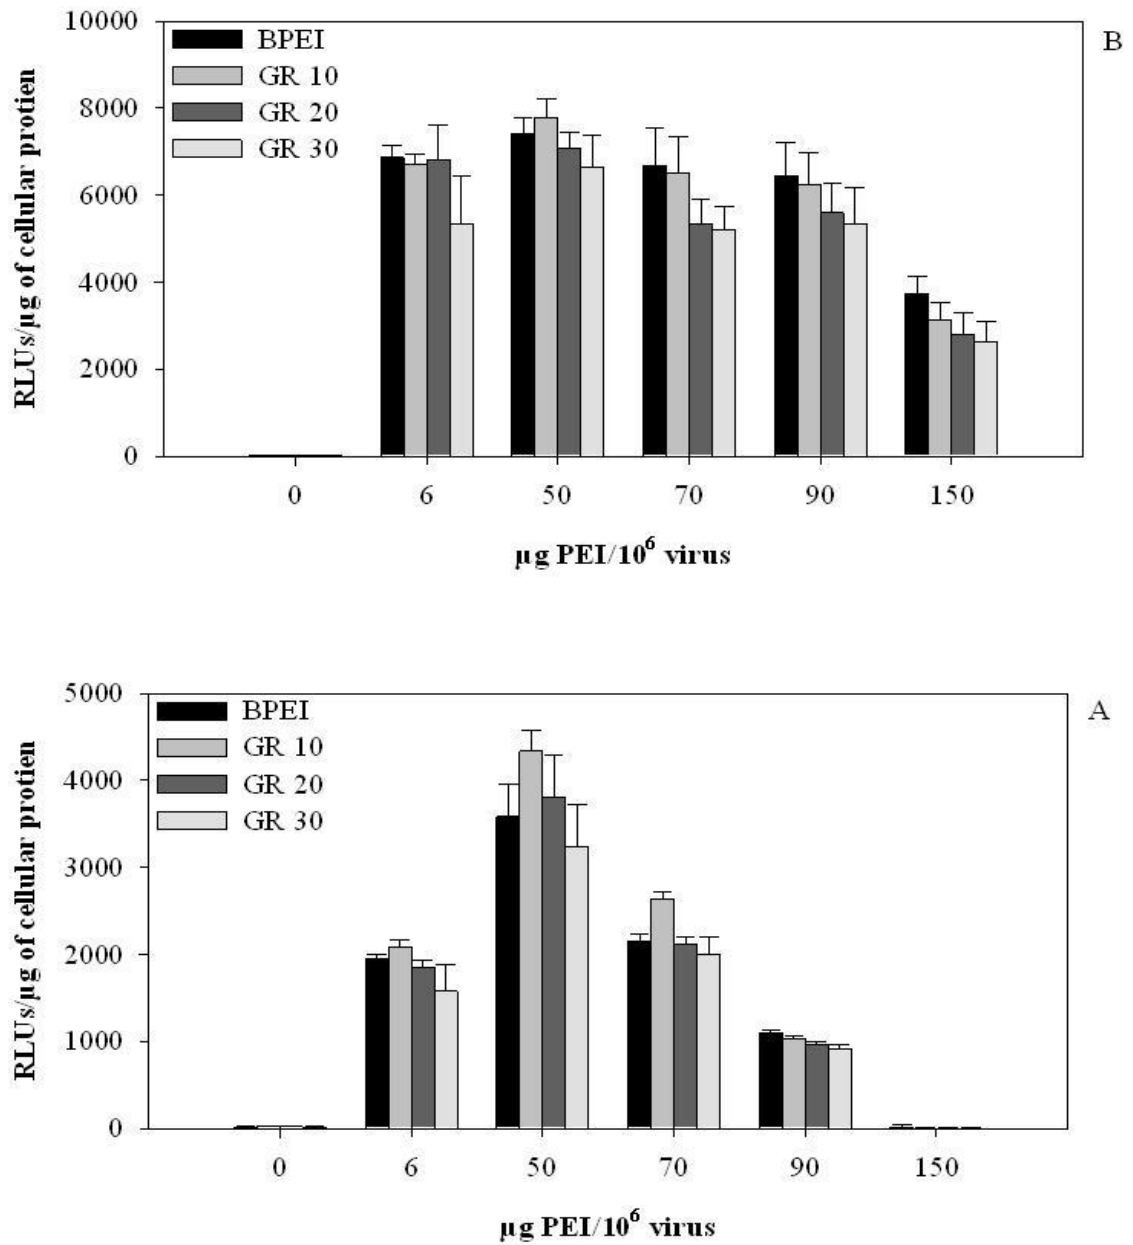 B
10000
8000
6000
4000
2000
0
BPEI
GR 10
GR 20
GR 30
RLUs/µg of cellular protien
0 6 50 70 90 150
µg PEI/10⁶ virus
A
5000
4000
3000
2000
1000
0
BPEI
GR 10
GR 20
GR 30
RLUs/µg of cellular protien
0 6 50 70 90 150
µg PEI/10⁶ virus